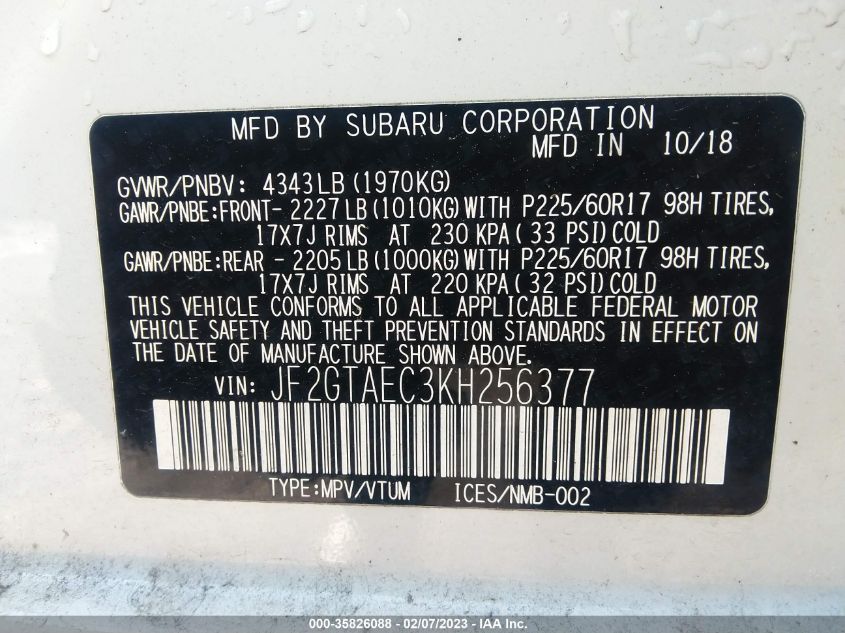 MFD BY SUBARU CORPORATION
MFD IN 10/18
GVWR/PNBV: 4343LB (1970KG)
GAWR/PNBE:FRONT- 2227LB (1010KG) WITH P225/60R17 98H TIRES,
17X7J RIMS AT 230 KPA ( 33 PSI) COLD
GAWR/PNBE:REAR - 2205LB (1000KG) WITH P225/60R17 98H TIRES,
17X7J RIMS AT 220 KPA ( 32 PSI) COLD
THIS VEHICLE CONFORMS TO ALL APPLICABLE FEDERAL MOTOR
VEHICLE SAFETY AND THEFT PREVENTION STANDARDS IN EFFECT ON
THE DATE OF MANUFACTURE SHOWN ABOVE.
VIN: JF2GTAEC3KH256377
TYPE:MPV/VTUM ICES/NMB-002
000-35826088 - 02/07/2023 - IAAI.COM